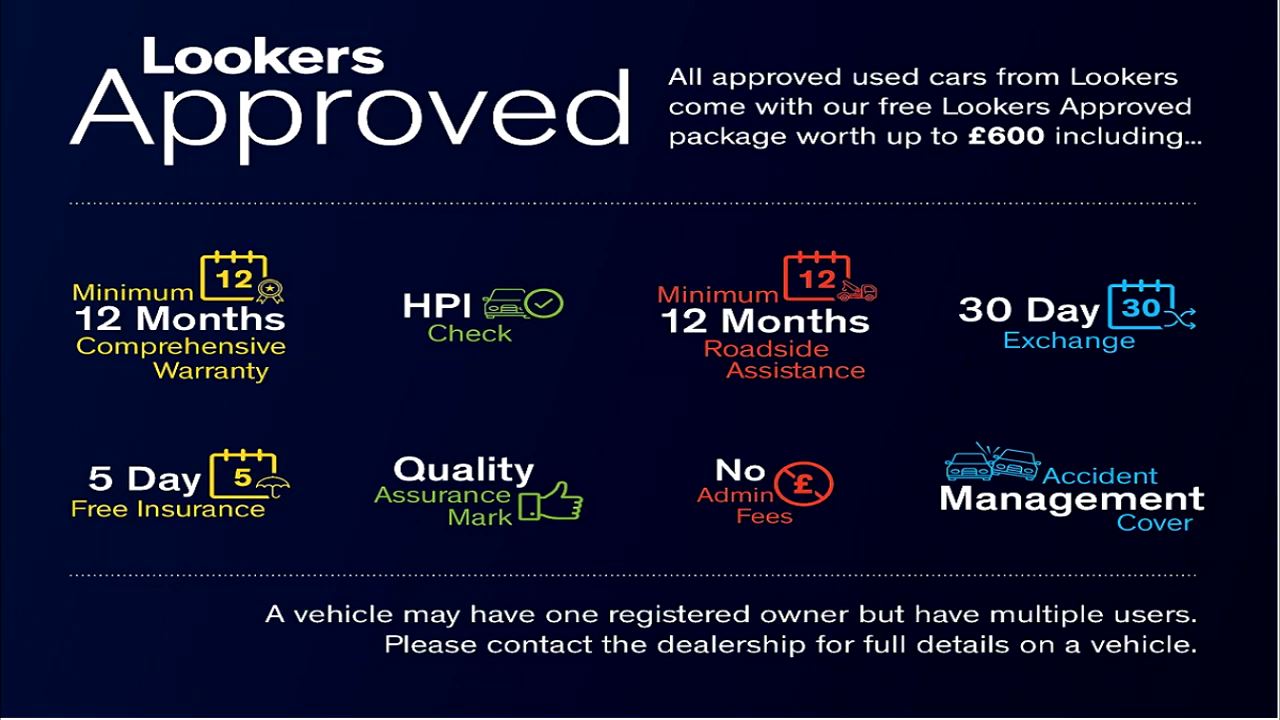 Lookers
Approved
All approved used cars from Lookers
come with our free Lookers Approved
package worth up to £600 including...
12
Minimum
12 Months
Comprehensive
Warranty
HPI
Check
12
Minimum
12 Months
Roadside
Assistance
30 Day 30
Exchange
5 Day 5
Free Insurance
Quality
Assurance
Mark
No £
Admin
Fees
Accident
Management
Cover
A vehicle may have one registered owner but have multiple users.
Please contact the dealership for full details on a vehicle.